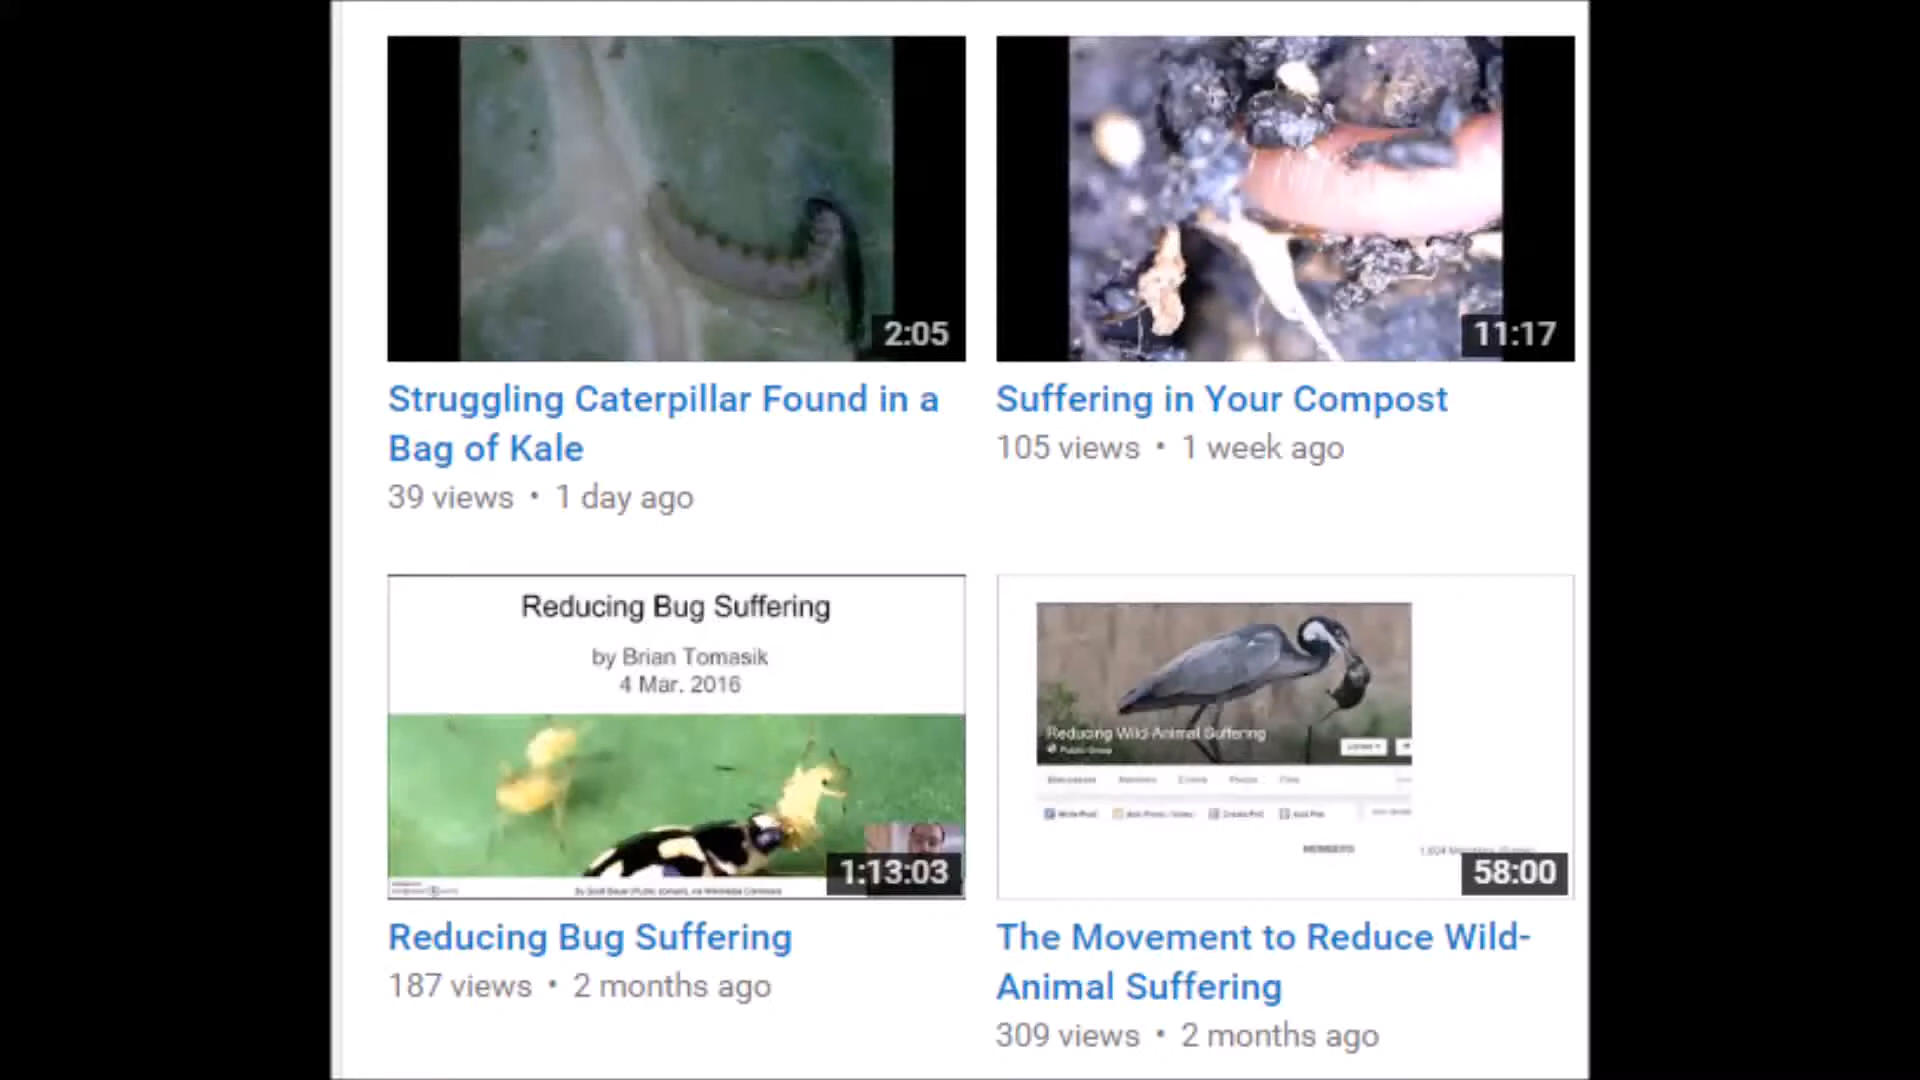 2:05
11:17
Struggling Caterpillar Found in a
Bag of Kale
39 views • 1 day ago
Suffering in Your Compost
105 views • 1 week ago
Reducing Bug Suffering
by Brian Tomasik
4 Mar. 2016
1:13:03
Reducing Wild-Animal Suffering
Public Group
58:00
Reducing Bug Suffering
187 views • 2 months ago
The Movement to Reduce Wild-
Animal Suffering
309 views • 2 months ago